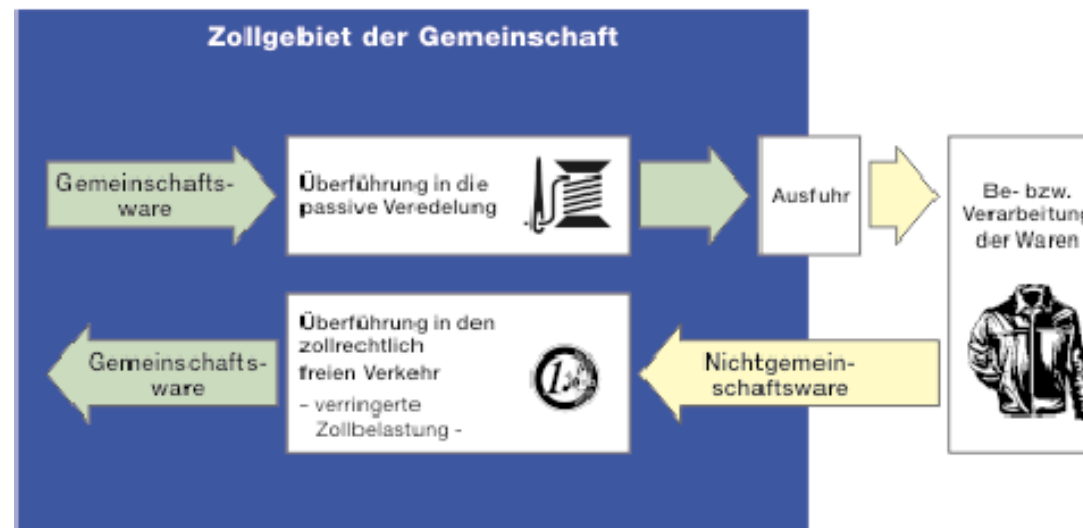 Zollgebiet der Gemeinschaft
Gemeinschafts-
ware
Überführung in die
passive Veredelung
Ausfuhr
Be- bzw.
Verarbeitung
der Waren
Gemeinschafts-
ware
Überführung in den
zollrechtlich
freien Verkehr
- verringerte
Zollbelastung -
Nichtgemein-
schaftsware